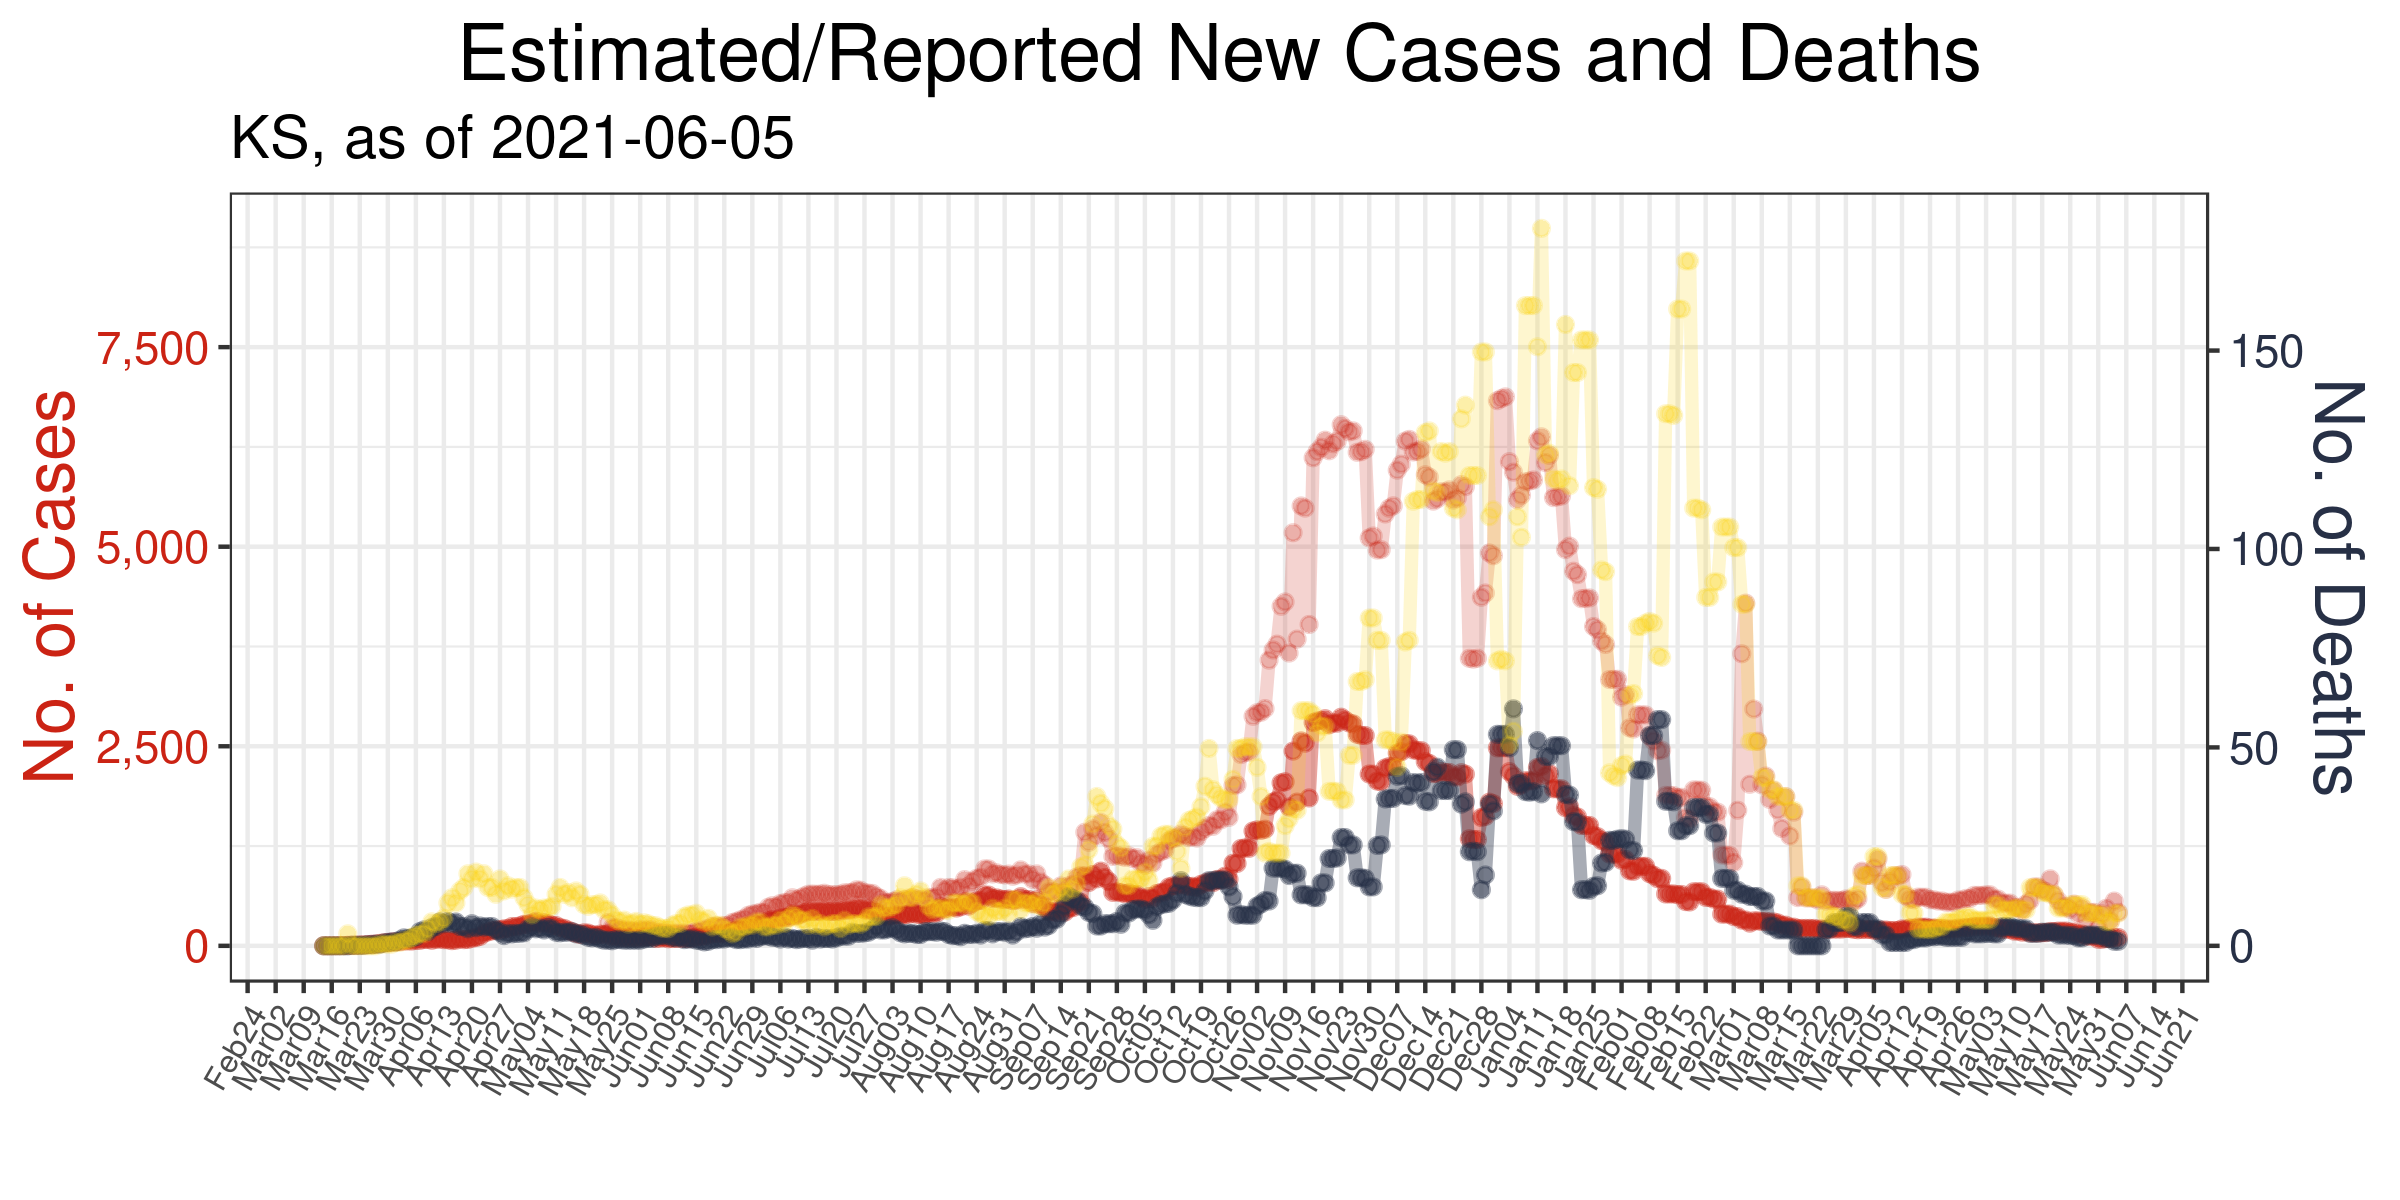 Estimated/Reported New Cases and Deaths
KS, as of 2021-06-05
No. of Cases
7,500
5,000
2,500
0
150
100
50
0
No. of Deaths
Feb24
Mar02
Mar09
Mar16
Mar23
Mar30
Apr06
Apr13
Apr20
Apr27
May04
May11
May18
May25
Jun01
Jun08
Jun15
Jun22
Jun29
Jul06
Jul13
Jul20
Jul27
Aug03
Aug10
Aug17
Aug24
Aug31
Sep07
Sep14
Sep21
Sep28
Oct05
Oct12
Oct19
Oct26
Nov02
Nov09
Nov16
Nov23
Nov30
Dec07
Dec14
Dec21
Dec28
Jan04
Jan11
Jan18
Jan25
Feb01
Feb08
Feb15
Feb22
Mar01
Mar08
Mar15
Mar22
Mar29
Apr05
Apr12
Apr19
Apr26
May03
May10
May17
May24
May31
Jun07
Jun14
Jun21